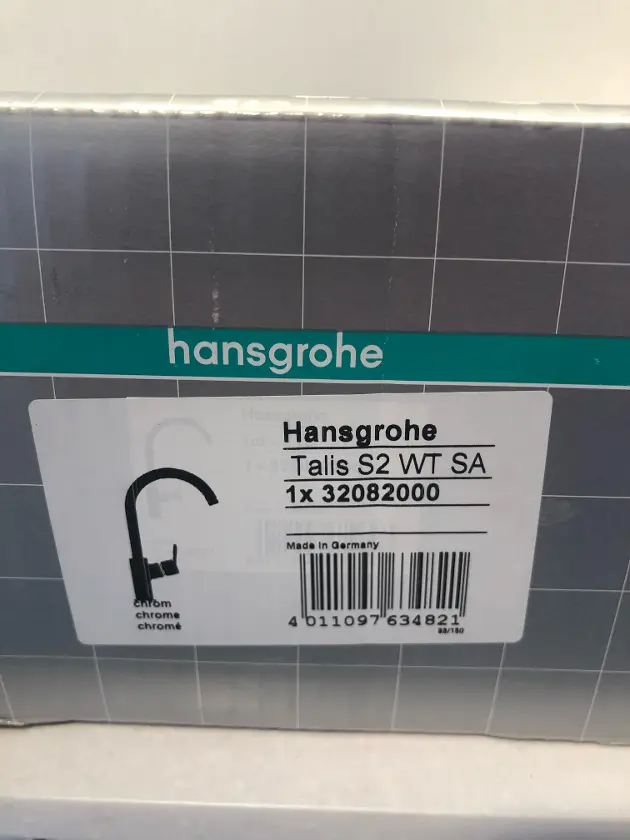 hansgrohe
Hansgrohe
Talis S2 WT SA
1x 32082000
Made in Germany
4 011097 634821
chrom
chrome
chromé